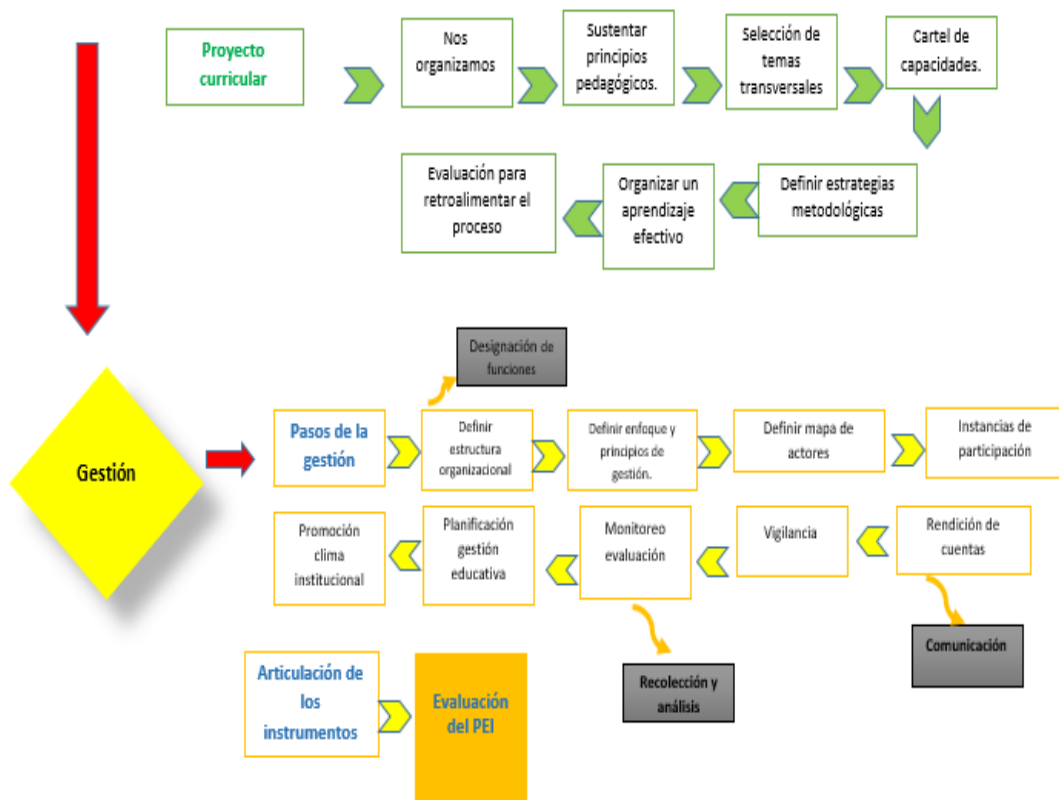 Proyecto
curricular
Nos
organizamos
Sustentar
principios
pedagógicos.
Selección de
temas
transversales
Cartel de
capacidades.
Definir estrategias
metodológicas
Organizar un
aprendizaje
efectivo
Evaluación para
retroalimentar el
proceso
Designación de
funciones
Gestión
Pasos de la
gestión
Definir
estructura
organizacional
Definir enfoque y
principios de
gestión.
Definir mapa de
actores
Instancias de
participación
Rendición de
cuentas
Vigilancia
Monitoreo
evaluación
Planificación
gestión
educativa
Promoción
clima
institucional
Comunicación
Recolección y
análisis
Articulación de
los
instrumentos
Evaluación
del PEI